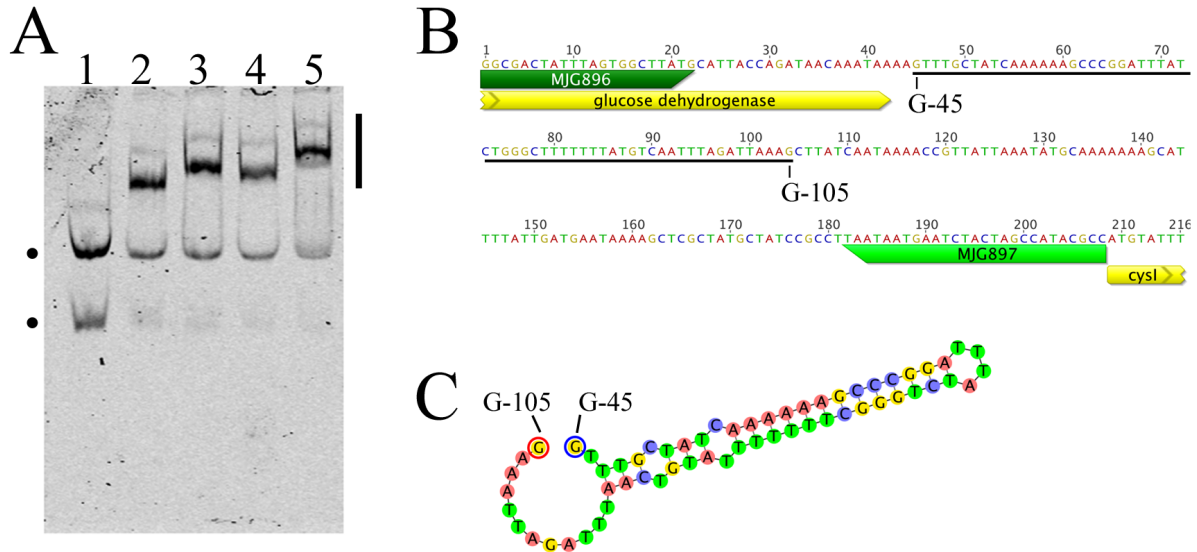 A
1 2 3 4 5
B
1 10 20 30 40 50 60 70
GGCGACTATTTAGTGGCTTATGCATTACCAGATAACAAATAAAAGTTTGCTATCAAAAAAGCCCGGATTTAT
MJG896
glucose dehydrogenase
G-45
80 90 100 110 120 130 140
CTGGGCTTTTTTTTATGTCAATTTAGATTAAAGCTTATCAATAAAACCGTTATTAAATATGCAAAAAAGCAT
G-105
150 160 170 180 190 200 210 216
TTTATTGATGAATAAAAGCTCGCTATGCTATCCGCCTTAATAATGAATCTACTAGCCATACGCCATGTATTT
MJG897
cysI
C
G-105 G-45
GTTTGCTATCAAAAAAGCCCGGATTTATCTGGGCTTTTTTTTATGTCAATTTAGATTAAAG